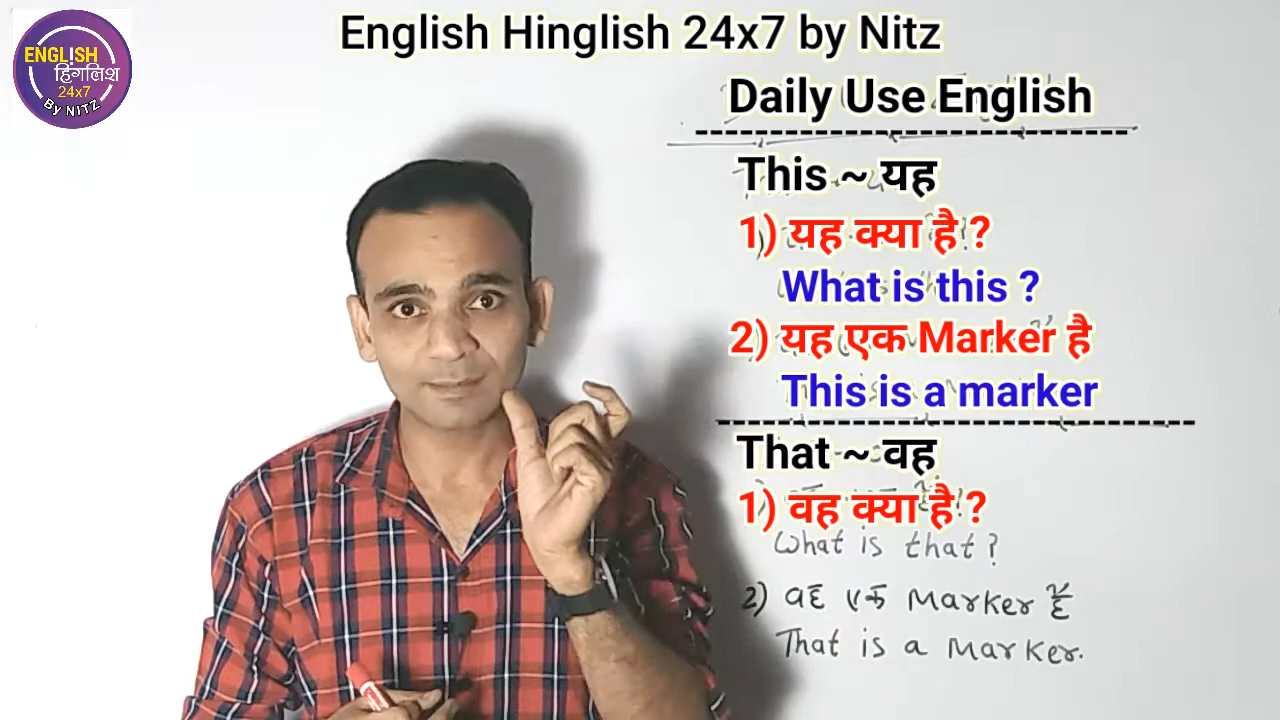 ENGLISH
हिंगलिश
24x7
By NITZ
English Hinglish 24x7 by Nitz
Daily Use English
This ~ यह
1) यह क्या है ?
What is this ?
2) यह एक Marker है
This is a marker
That ~ वह
1) वह क्या है ?
What is that ?
2) वह एक Marker है
That is a Marker.